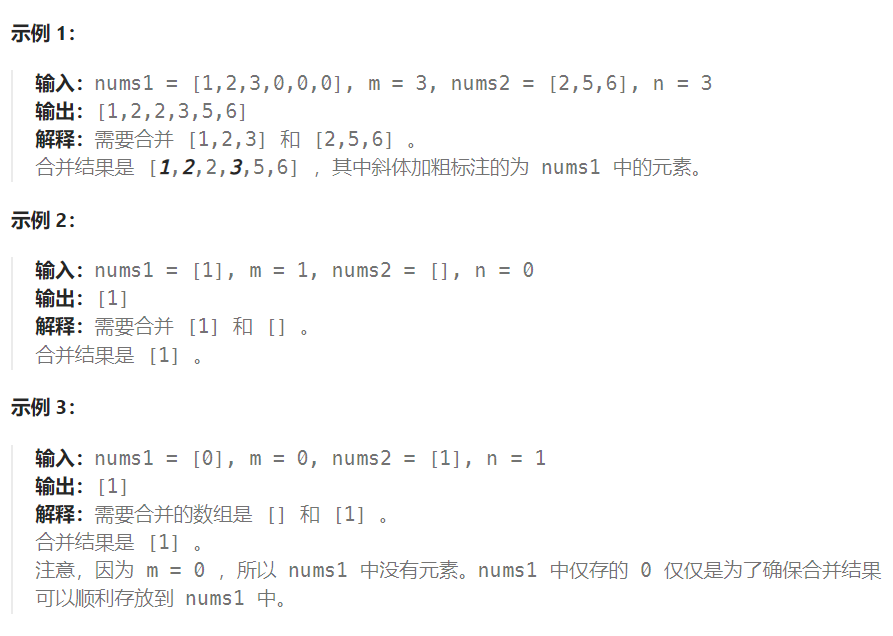 示例 1：
输入：nums1 = [1,2,3,0,0,0], m = 3, nums2 = [2,5,6], n = 3
输出：[1,2,2,3,5,6]
解释：需要合并 [1,2,3] 和 [2,5,6] 。
合并结果是 [1,2,2,3,5,6] ，其中斜体加粗标注的为 nums1 中的元素。
示例 2：
输入：nums1 = [1], m = 1, nums2 = [], n = 0
输出：[1]
解释：需要合并 [1] 和 [] 。
合并结果是 [1] 。
示例 3：
输入：nums1 = [0], m = 0, nums2 = [1], n = 1
输出：[1]
解释：需要合并的数组是 [] 和 [1] 。
合并结果是 [1] 。
注意，因为 m = 0 ，所以 nums1 中没有元素。nums1 中仅存的 0 仅仅是为了确保合并结果
可以顺利存放到 nums1 中。